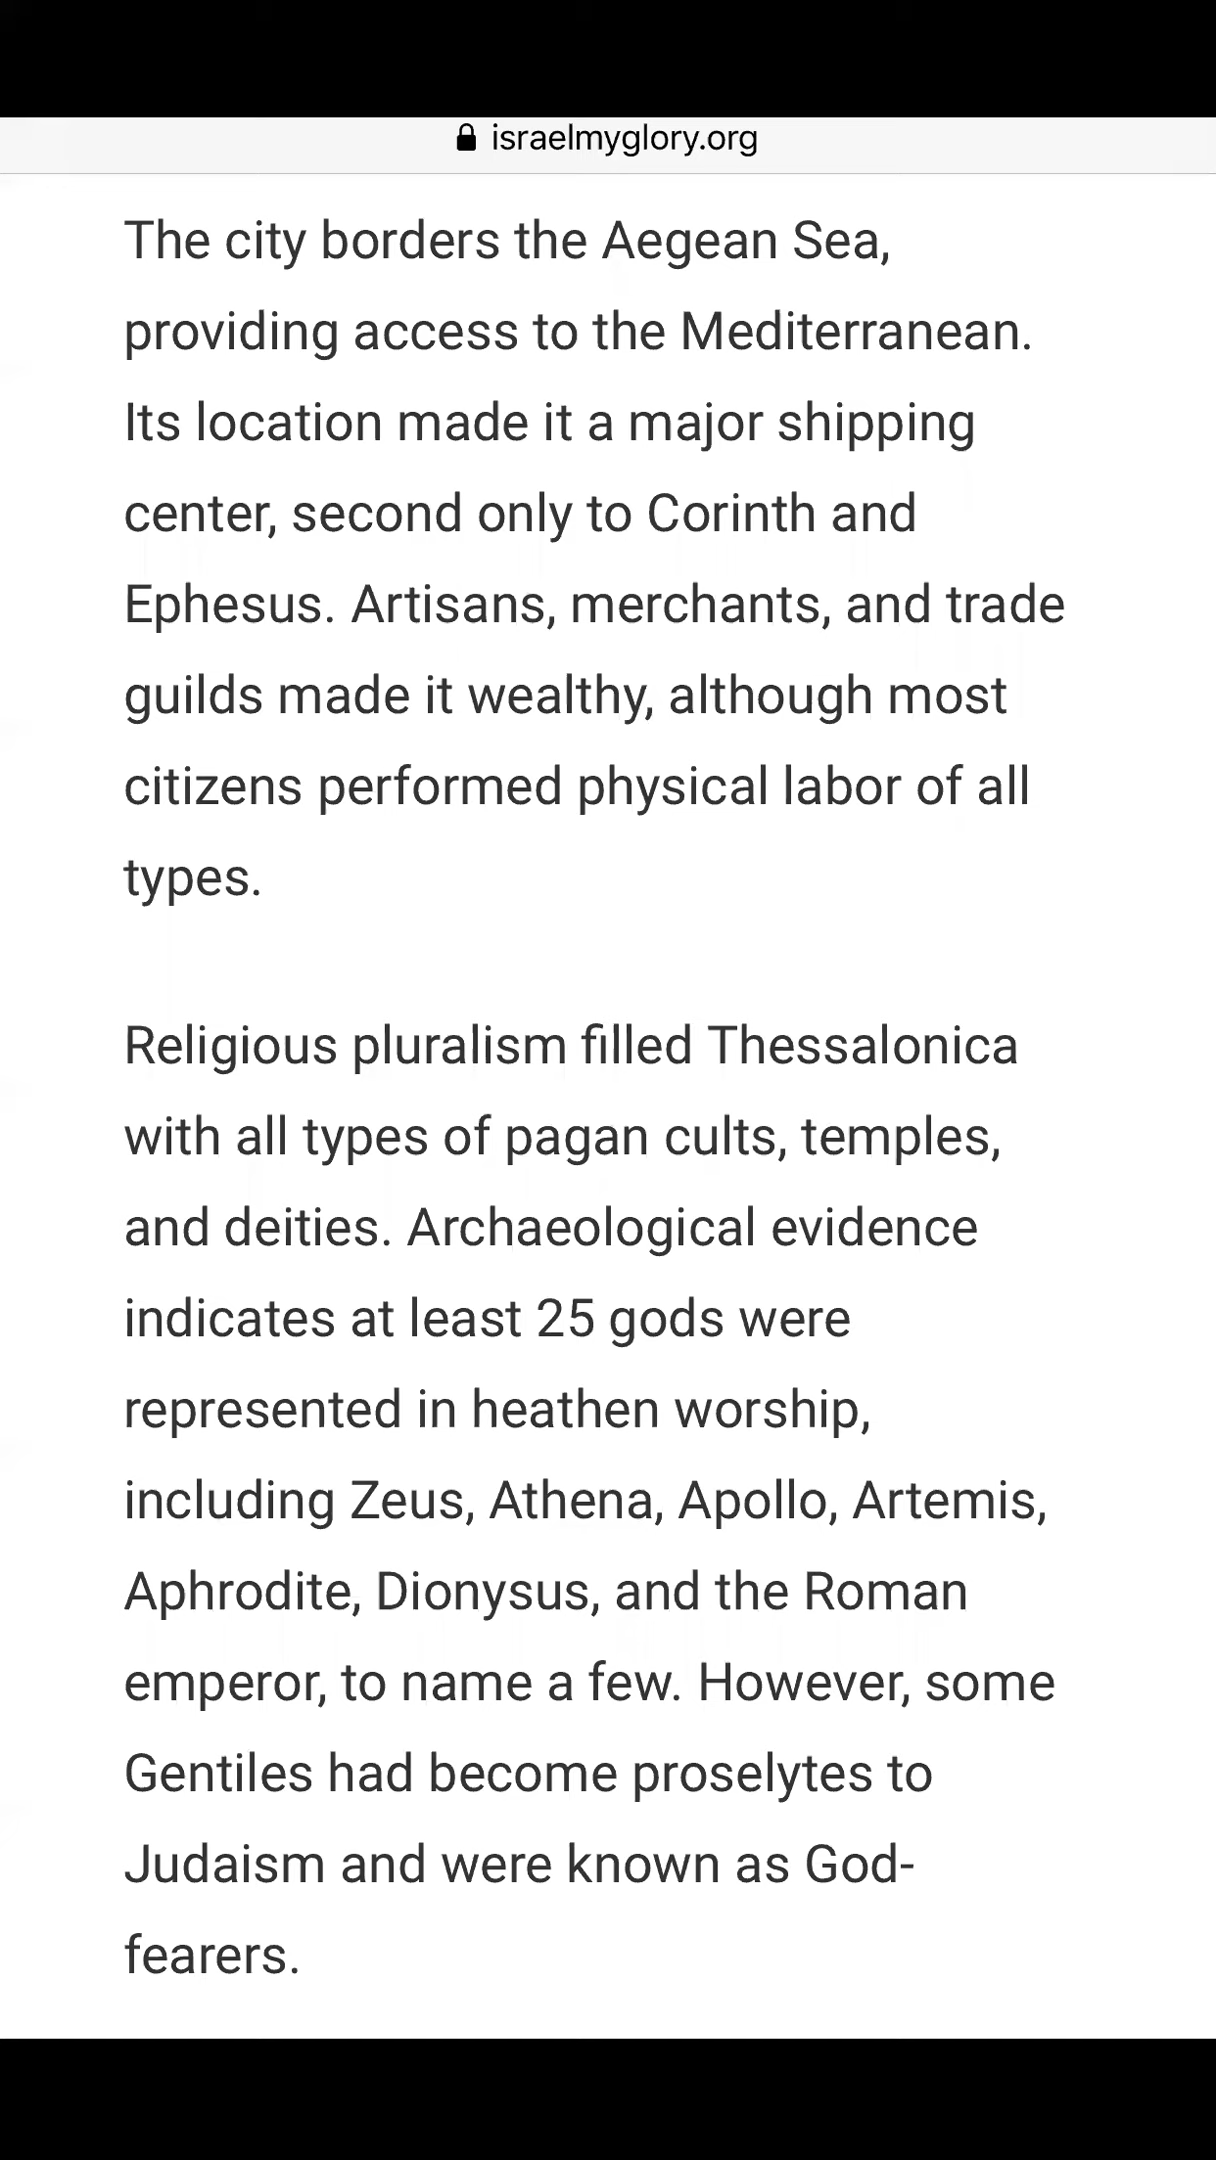 israelmyglory.org
The city borders the Aegean Sea,
providing access to the Mediterranean.
Its location made it a major shipping
center, second only to Corinth and
Ephesus. Artisans, merchants, and trade
guilds made it wealthy, although most
citizens performed physical labor of all
types.
Religious pluralism filled Thessalonica
with all types of pagan cults, temples,
and deities. Archaeological evidence
indicates at least 25 gods were
represented in heathen worship,
including Zeus, Athena, Apollo, Artemis,
Aphrodite, Dionysus, and the Roman
emperor, to name a few. However, some
Gentiles had become proselytes to
Judaism and were known as God-
fearers.